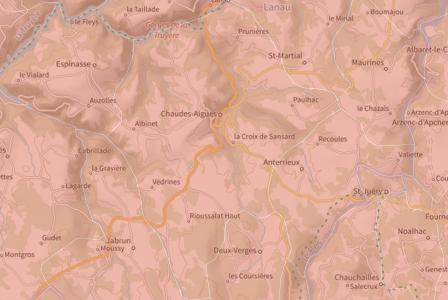 la Taillade
Lanau
Boumajou
le Fleys
Gorges de la
Truyère
Prunières
le Mirial
St-Martial
Albaret-le-C
Espinasse
Maurines
le Vialard
Auzolles
Paulhac
Chaudes-Aigues
le Chazals
Arzenc-d'A
Albinet
Arzenc-d'Apcher
la Croix de Sansard
Recoules
Cabrillade
Valiette
la Gravière
Anterrieux
ettes
Lagarde
Védrines
St-Juéry
Rioussalat Haut
Fourne
Gudet
Noalhac
Jabrun
Moussy
Montgros
Deux-Verges
Genest
les Coursières
Chauchailles
Salecrux